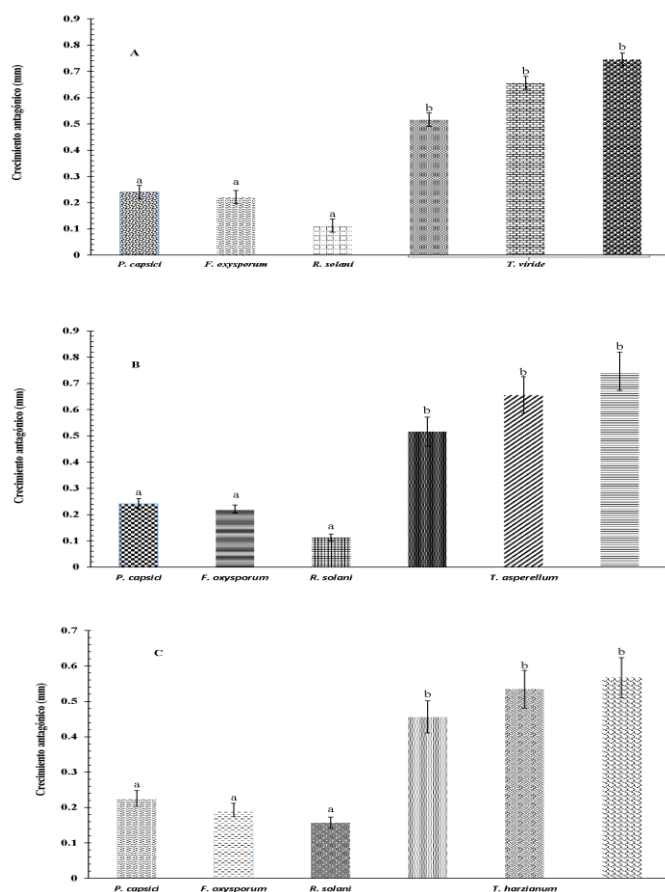 0.9
A
b
0.8
b
0.7
0.6
b
0.5
0.4
0.3
a
a
0.2
a
0.1
0
Crecimiento antagónico (mm)
P. capsici F. oxysporum R. solani T. viride
0.9
B
b
0.8
b
0.7
b
0.6
0.5
0.4
0.3
a
a
0.2
a
0.1
0
Crecimiento antagónico (mm)
P. capsici F. oxysporum R. solani T. asperellum
0.7
C
b
b
0.6
b
0.5
0.4
0.3
a
a
0.2
a
0.1
0
Crecimiento antagónico (mm)
P. capsici F. oxysporum R. solani T. harzianum